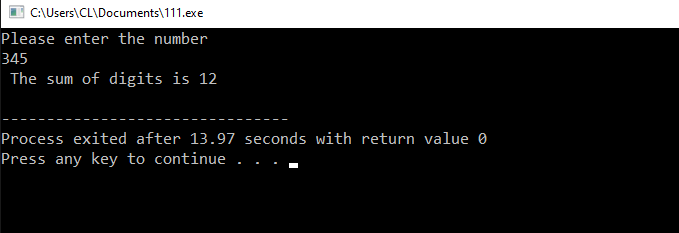 C:\Users\CL\Documents\111.exe
Please enter the number
345
 The sum of digits is 12
--------------------------------
Process exited after 13.97 seconds with return value 0
Press any key to continue . . .